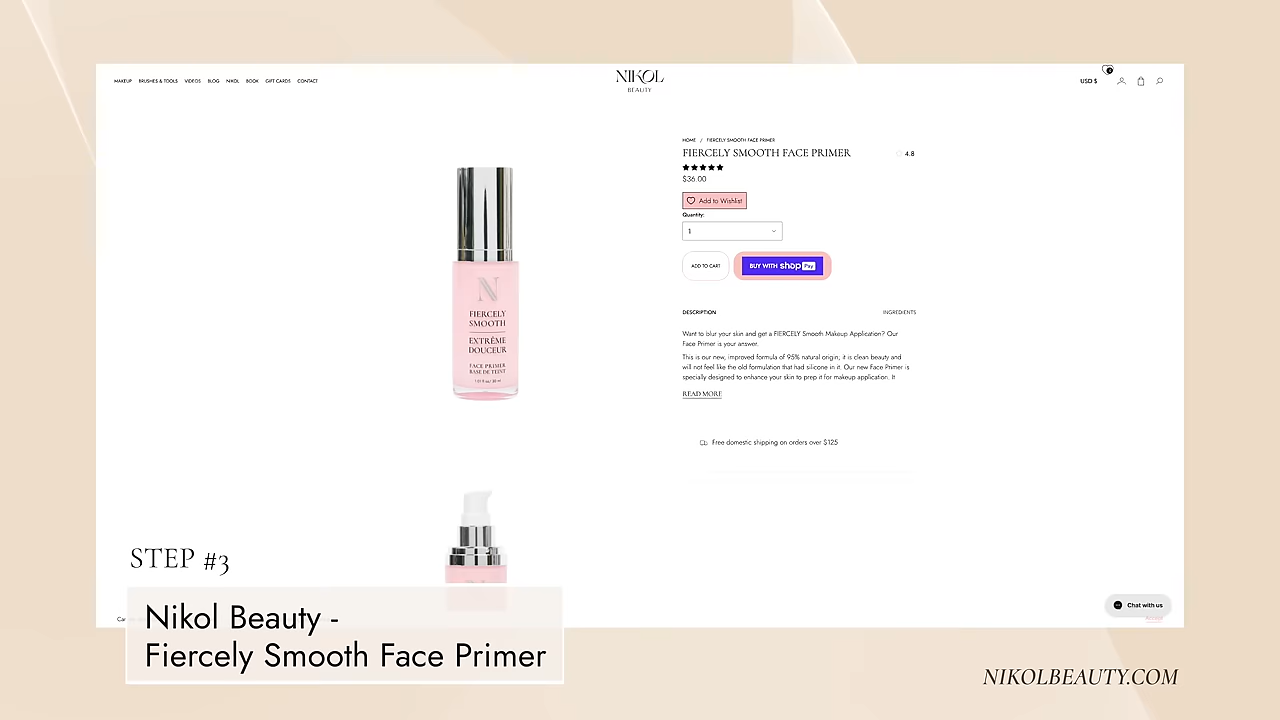 MAKEUP BRUSHES & TOOLS VIDEOS BLOG NIKOL BOOK GIFT CARDS CONTACT
NIKOL
BEAUTY
USD $
HOME / FIERCELY SMOOTH FACE PRIMER
FIERCELY SMOOTH FACE PRIMER
4.8
$36.00
Add to Wishlist
Quantity:
1
ADD TO CART
BUY WITH shop Pay
DESCRIPTION
INGREDIENTS
Want to blur your skin and get a FIERCELY Smooth Makeup Application? Our
Face Primer is your answer.
This is our new, improved formula of 95% natural origin; it is clean beauty and
will not feel like the old formulation that had silicone in it. Our new Face Primer is
specially designed to enhance your skin to prep it for makeup application. It
READ MORE
Free domestic shipping on orders over $125
N
FIERCELY
SMOOTH
EXTRÊME
DOUCEUR
FACE PRIMER
BASE DE TEINT
1.01 fl oz/ 30 ml
STEP #3
Nikol Beauty -
Fiercely Smooth Face Primer
Chat with us
NIKOLBEAUTY.COM